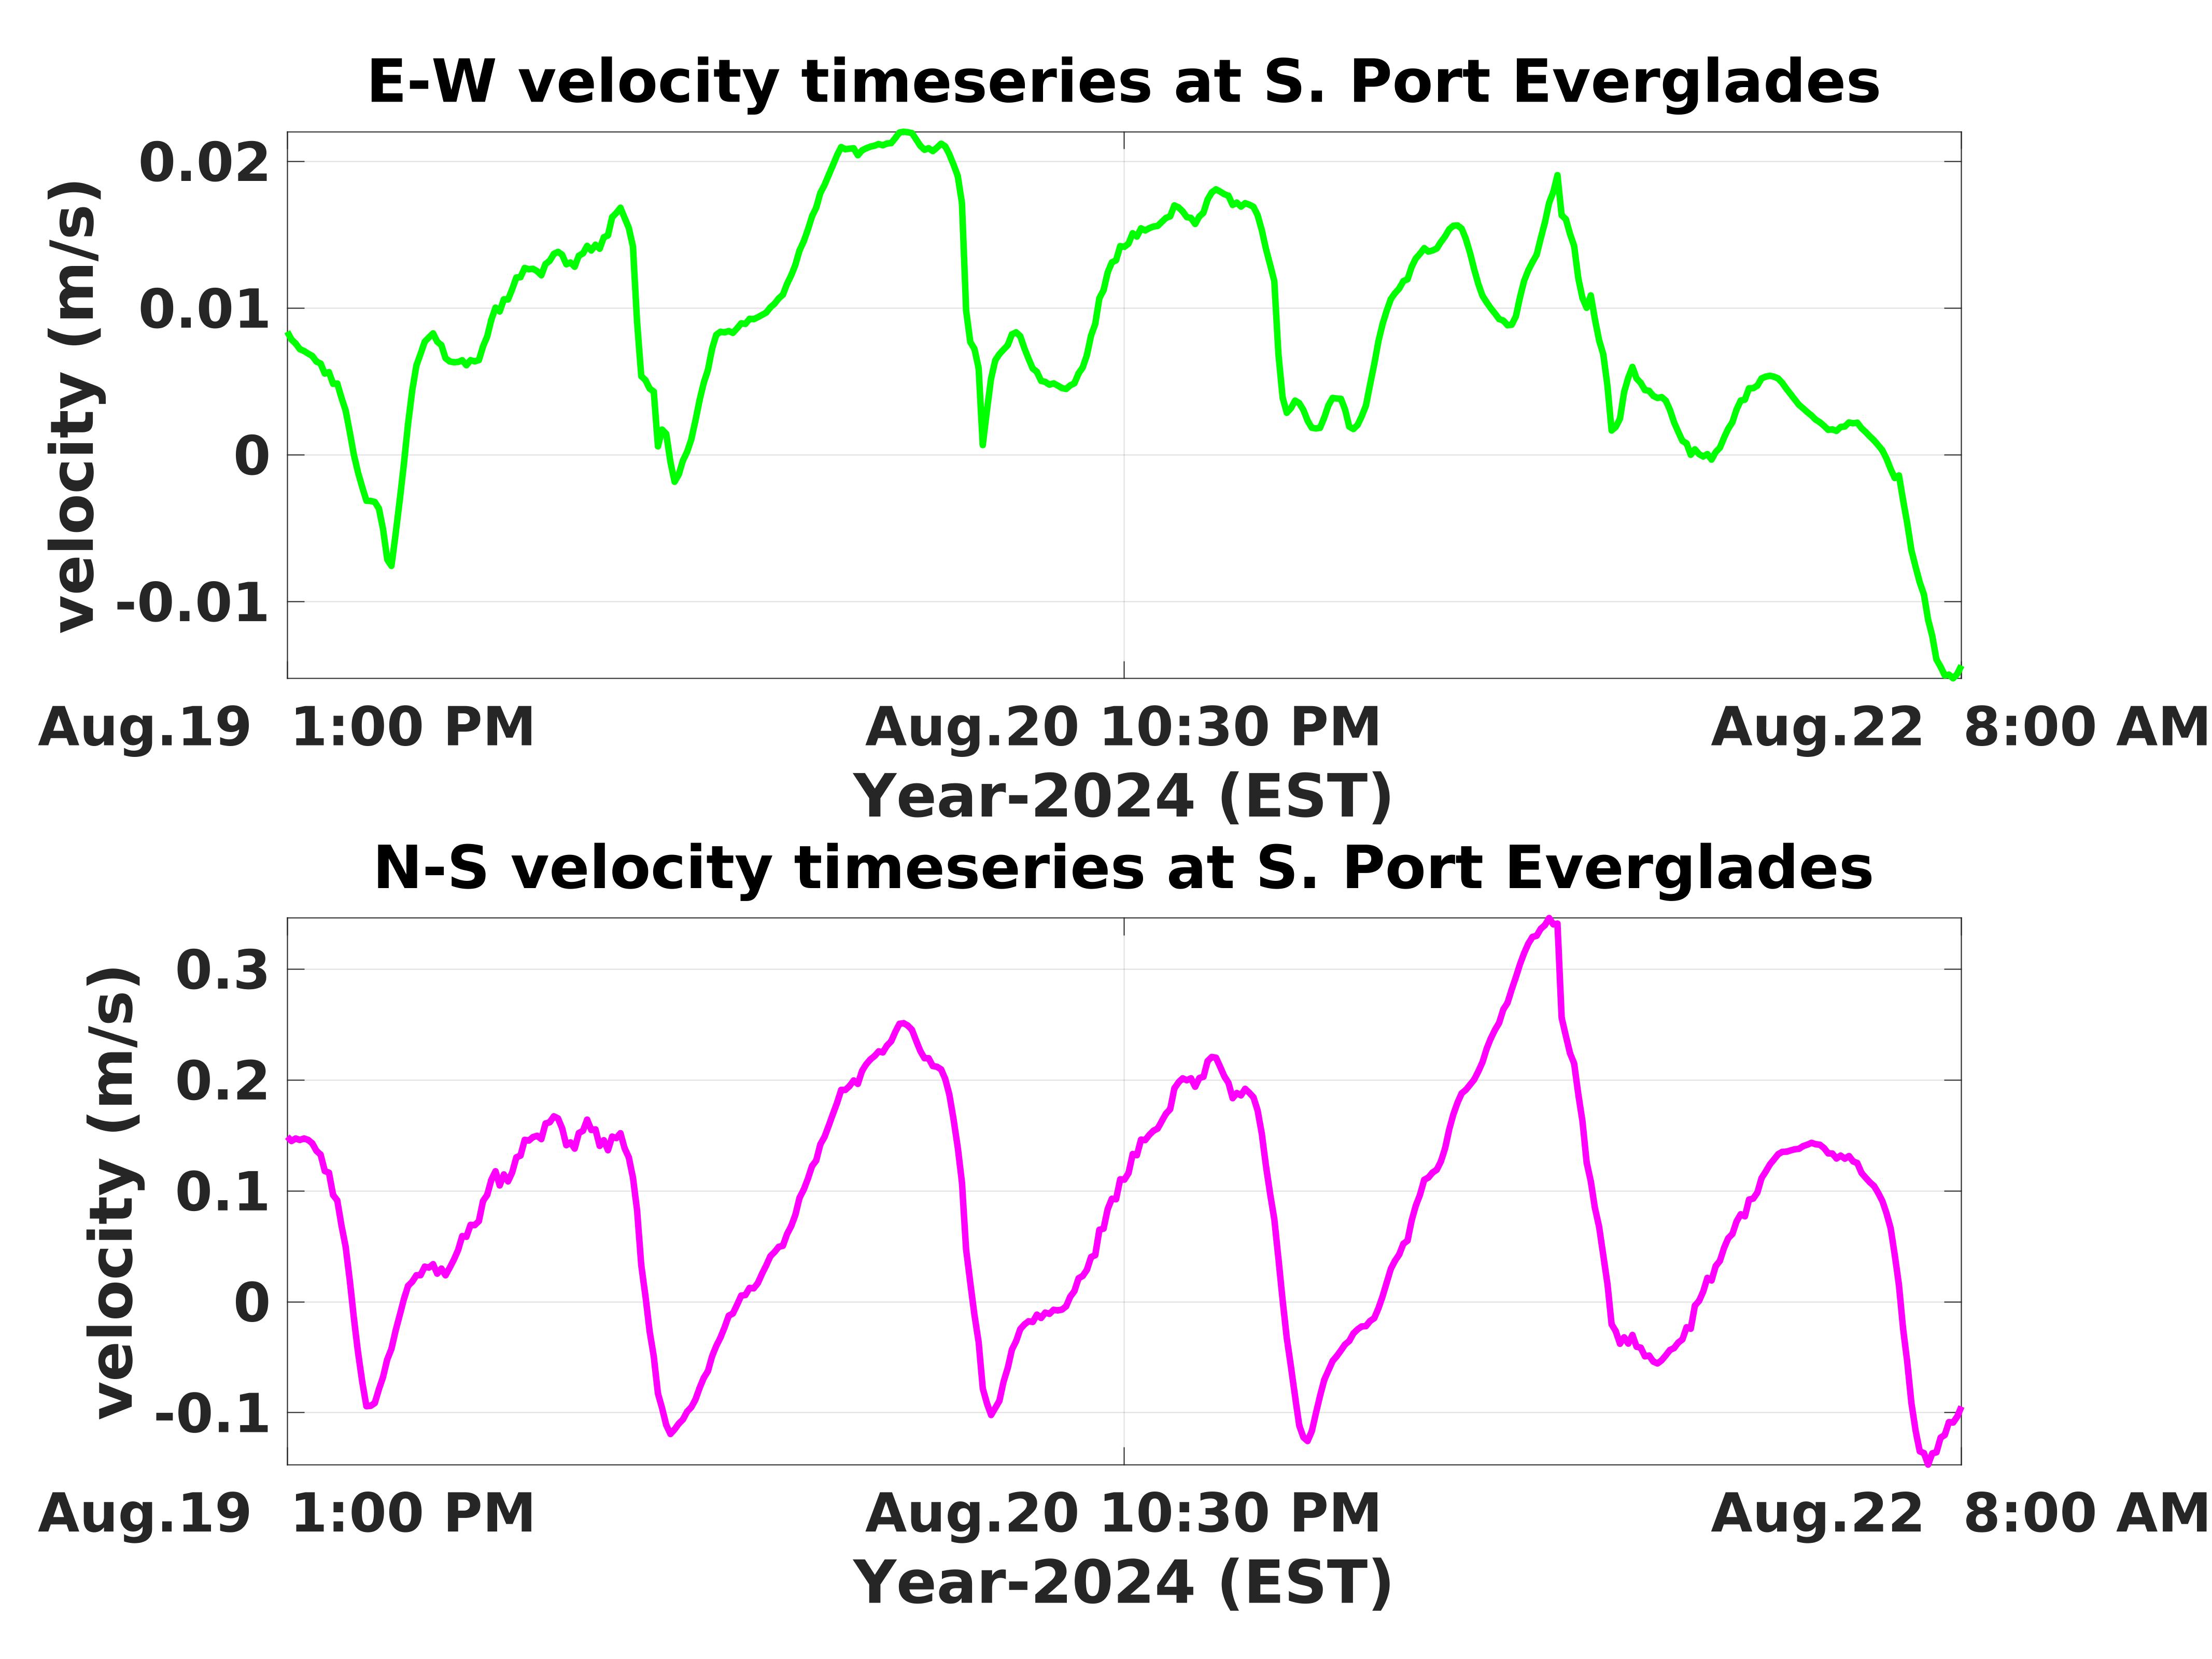 E-W velocity timeseries at S. Port Everglades
velocity (m/s)
0.02
0.01
0
-0.01
Aug.19 1:00 PM
Aug.20 10:30 PM
Aug.22 8:00 AM
Year-2024 (EST)
N-S velocity timeseries at S. Port Everglades
velocity (m/s)
0.3
0.2
0.1
0
-0.1
Aug.19 1:00 PM
Aug.20 10:30 PM
Aug.22 8:00 AM
Year-2024 (EST)